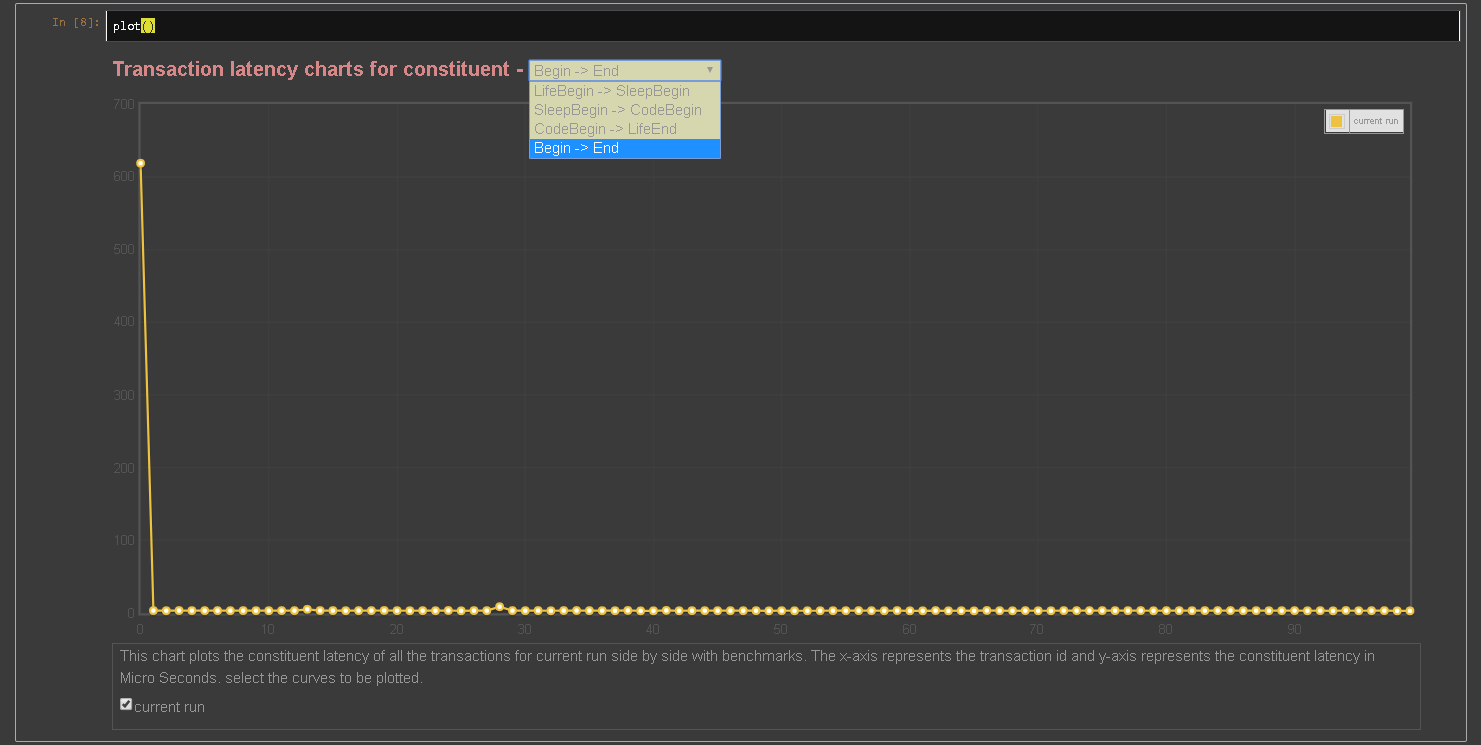 In [8]:
plot()
Transaction latency charts for constituent - Begin -> End
LifeBegin -> SleepBegin
SleepBegin -> CodeBegin
CodeBegin -> LifeEnd
Begin -> End
current run
700
600
500
400
300
200
100
0
0 10 20 30 40 50 60 70 80 90
This chart plots the constituent latency of all the transactions for current run side by side with benchmarks. The x-axis represents the transaction id and y-axis represents the constituent latency in
Micro Seconds. select the curves to be plotted.
current run